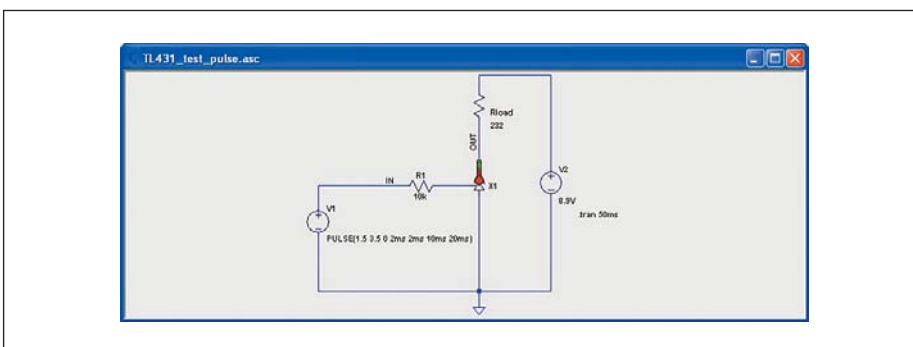 TL431_test_pulse.asc
Rload
232
OUT
IN
R1
10k
X1
V2
8.9V
.tran 50ms
V1
PULSE(1.5 3.5 0 2ms 2ms 10ms 20ms)